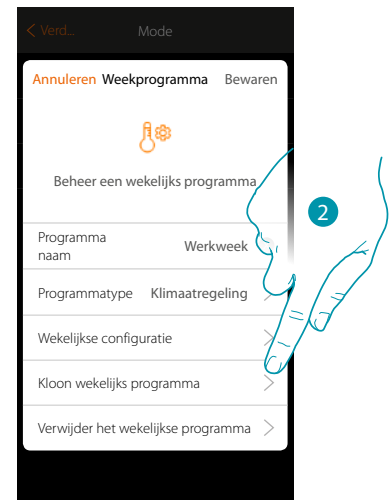 Verd... Mode
Annuleren Weekprogramma Bewaren
Beheer een wekelijks programma
2
Programma
naam
Werkweek
Programmatype Klimaatregeling
Wekelijkse configuratie
Kloon wekelijks programma
Verwijder het wekelijkse programma